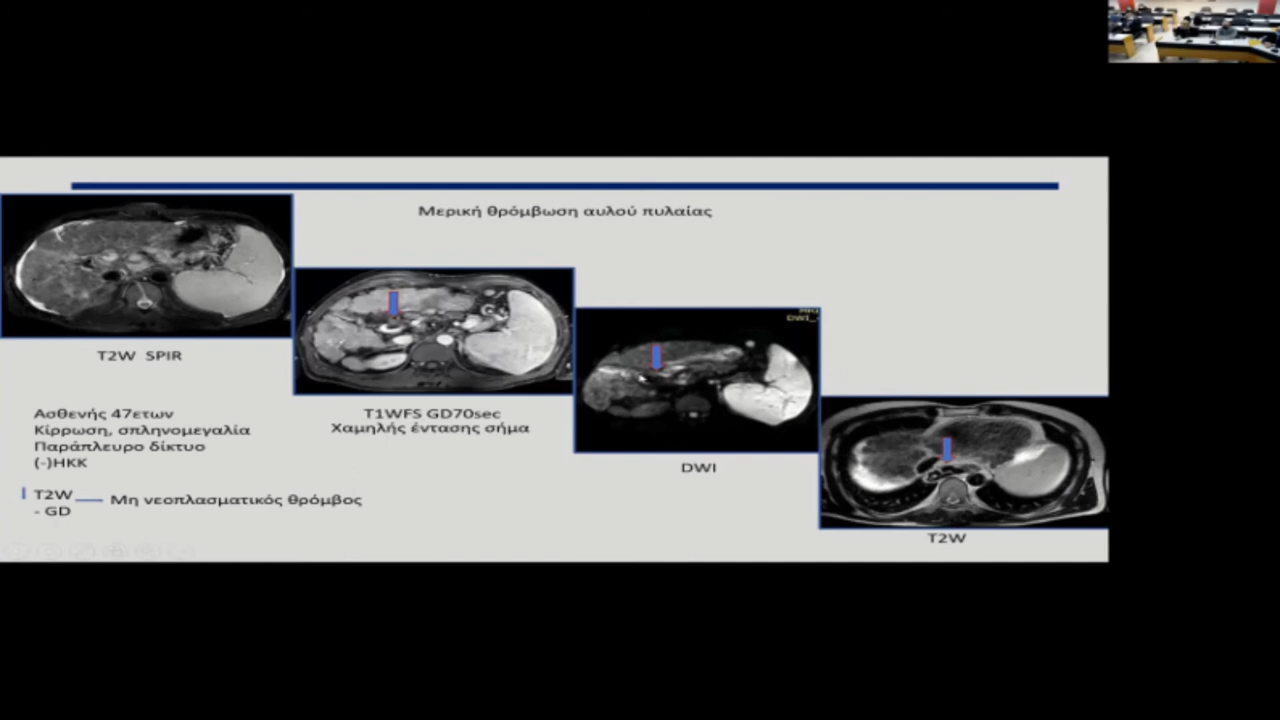 Μερική θρόμβωση αυλού πυλαίας
T2W SPIR
Ασθενής 47ετων
Κίρρωση, σπληνομεγαλία
Παράπλευρο δίκτυο
(-)HKK
T2W
- GD
Μη νεοπλασματικός θρόμβος
T1WFS GD70sec
Χαμηλής έντασης σήμα
DWI_
DWI
T2W